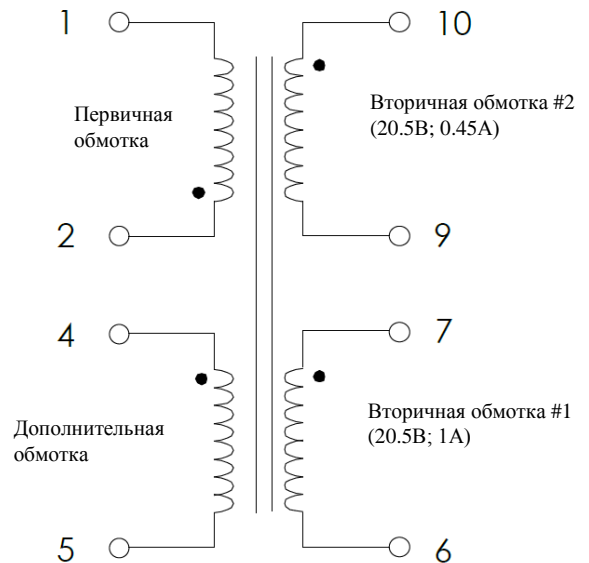 1
10
Первичная
обмотка
Вторичная обмотка #2
(20.5В; 0.45А)
2
9
4
7
Дополнительная
обмотка
Вторичная обмотка #1
(20.5В; 1А)
5
6